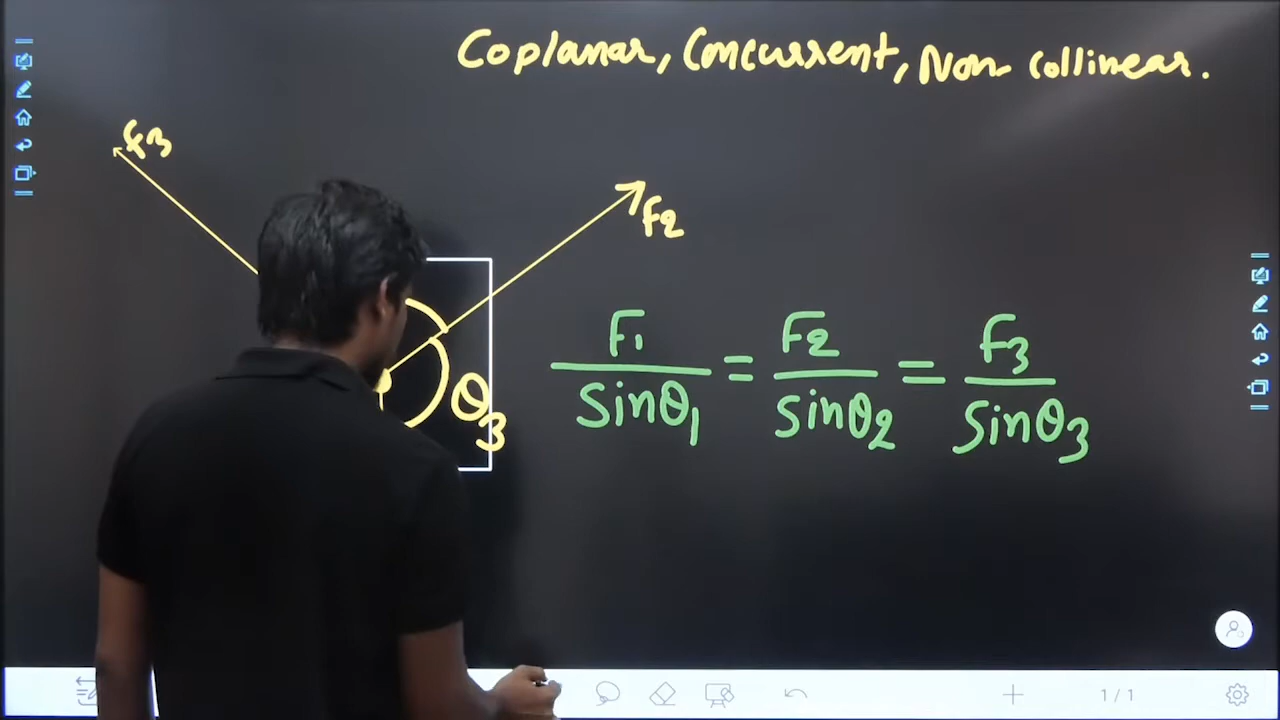 Coplanar, Concurrent, Non collinear.
f3
F2
θ3
F1/Sinθ1 = F2/Sinθ2 = F3/Sinθ3
1/1